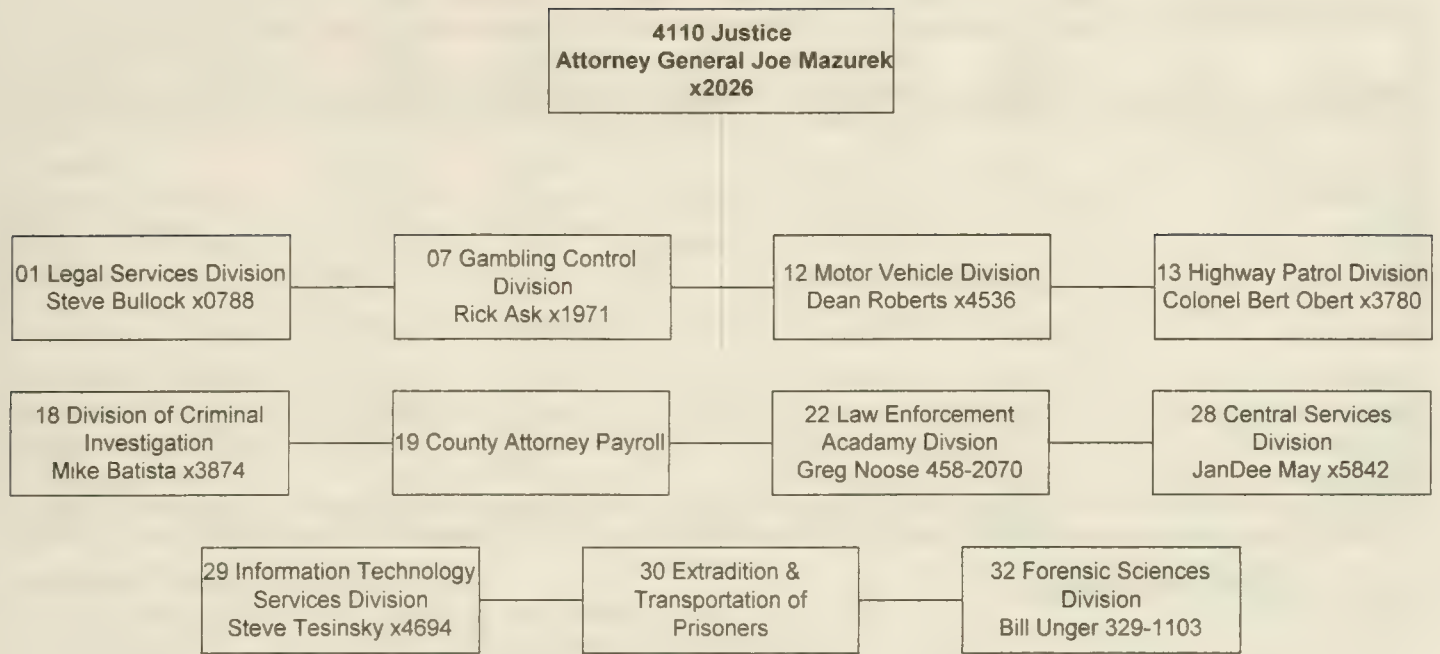 4110 Justice
Attorney General Joe Mazurek
x2026
01 Legal Services Division
Steve Bullock x0788
07 Gambling Control
Division
Rick Ask x1971
12 Motor Vehicle Division
Dean Roberts x4536
13 Highway Patrol Division
Colonel Bert Obert x3780
18 Division of Criminal
Investigation
Mike Batista x3874
19 County Attorney Payroll
22 Law Enforcement
Acadamy Divsion
Greg Noose 458-2070
28 Central Services
Division
JanDee May x5842
29 Information Technology
Services Division
Steve Tesinsky x4694
30 Extradition &
Transportation of
Prisoners
32 Forensic Sciences
Division
Bill Unger 329-1103